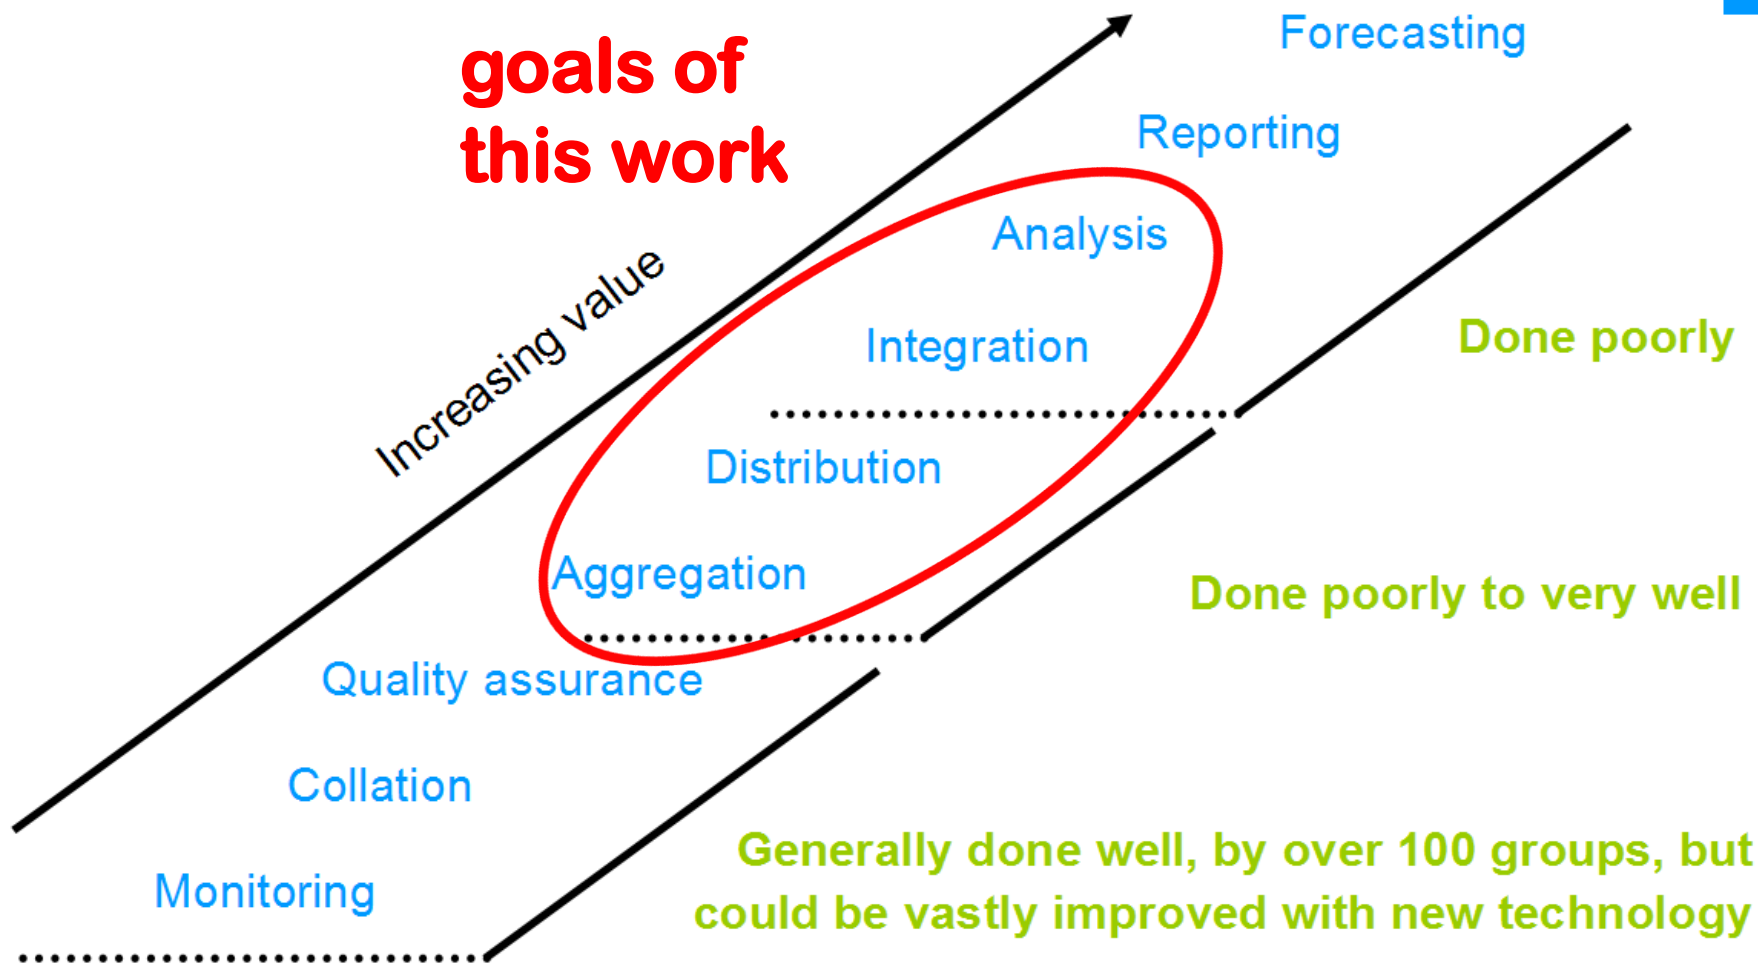 goals of
this work
Forecasting
Reporting
Analysis
Increasing value
Integration
Done poorly
Distribution
Aggregation
Done poorly to very well
Quality assurance
Collation
Generally done well, by over 100 groups, but
could be vastly improved with new technology
Monitoring